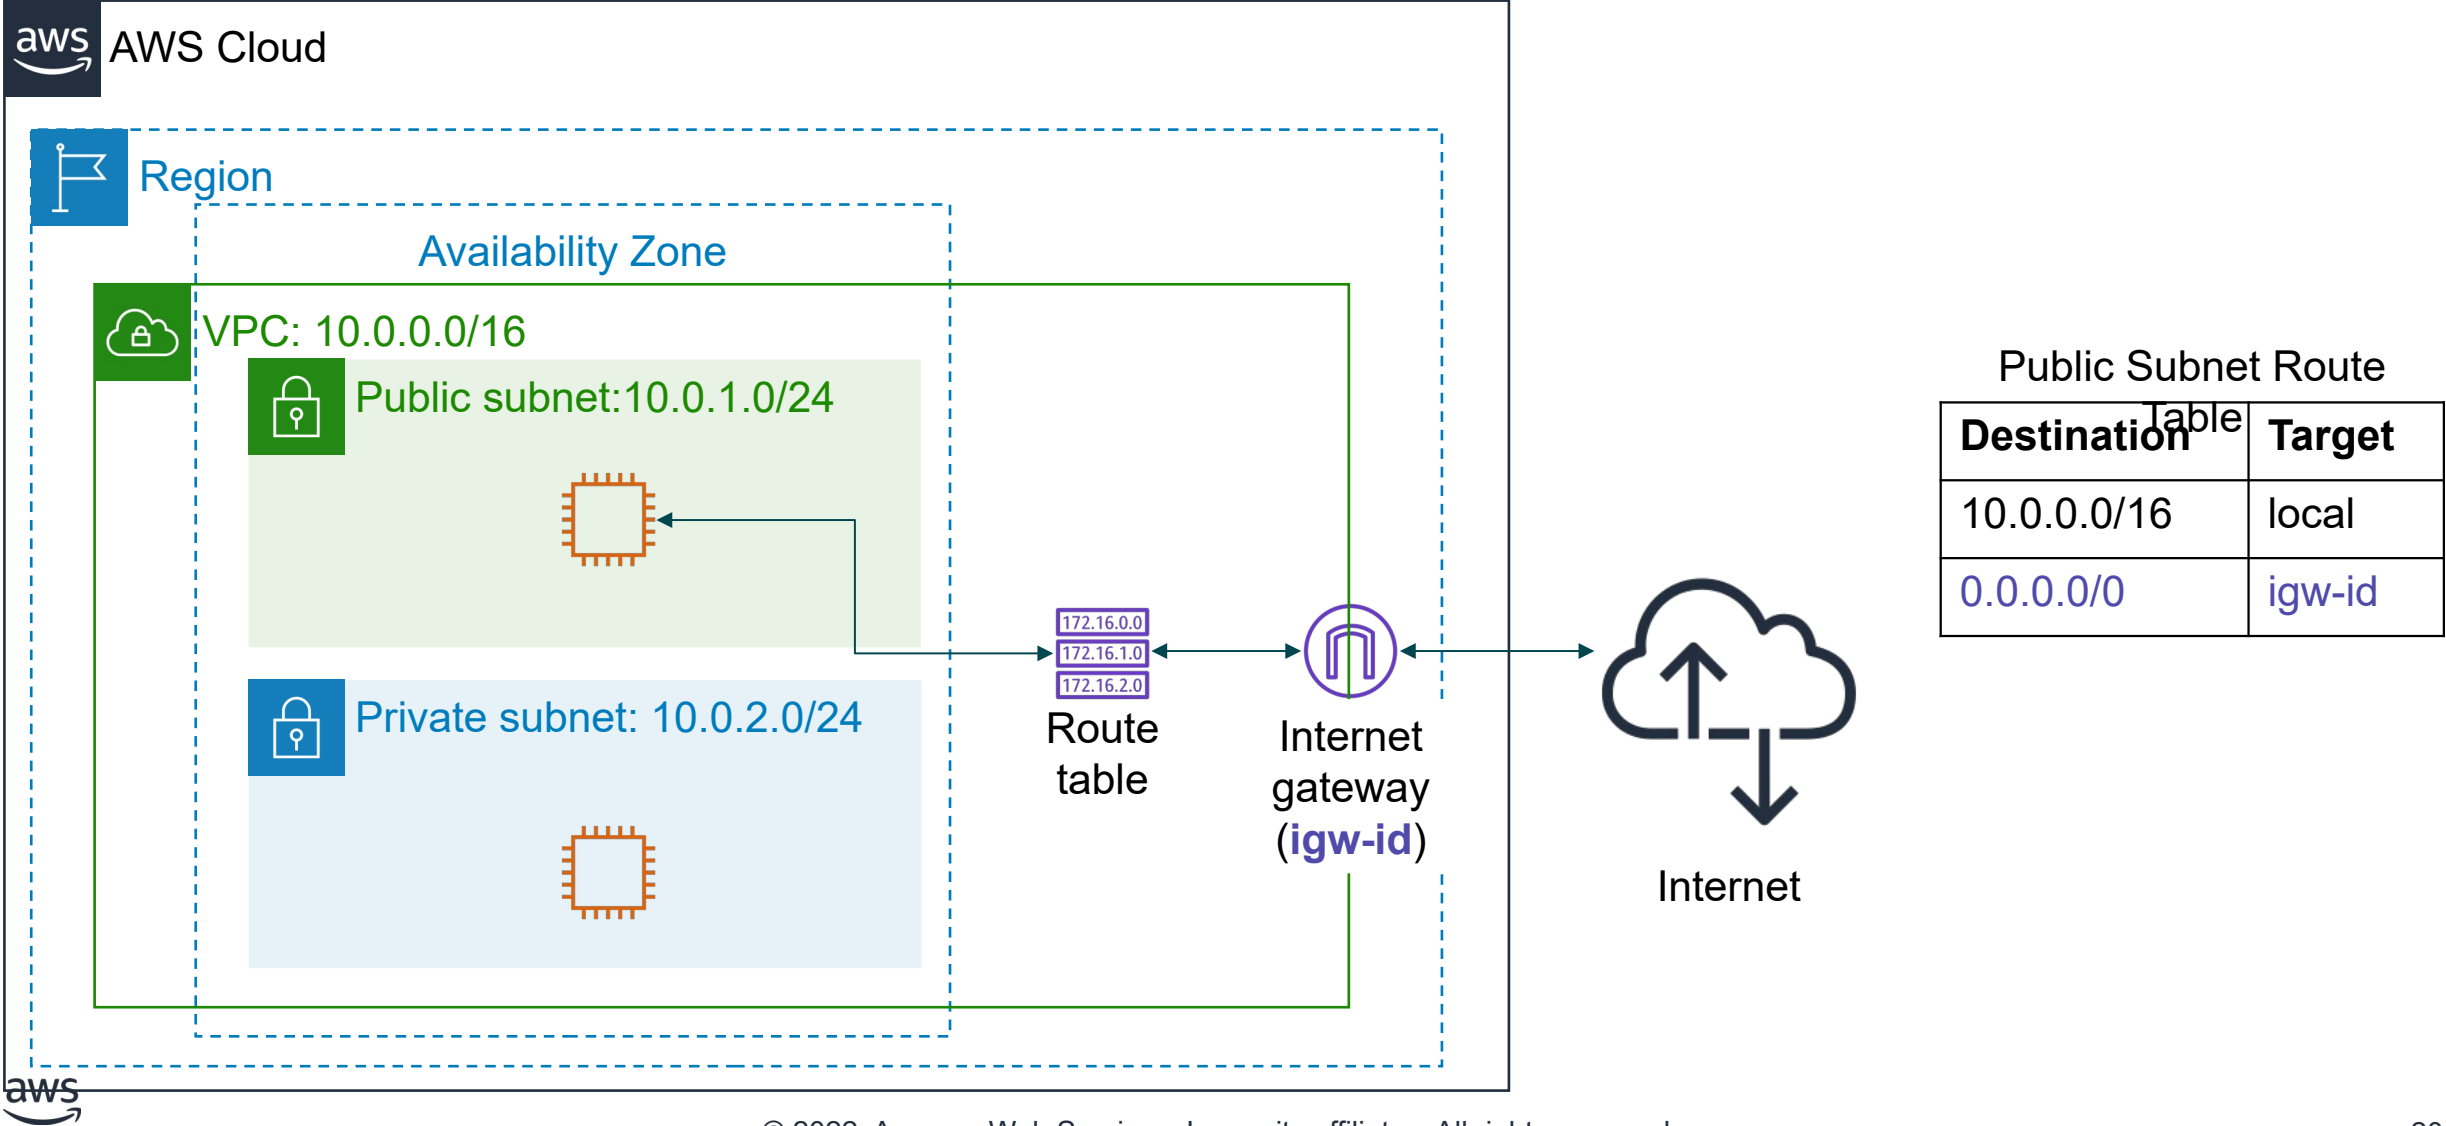 aws AWS Cloud
Region
Availability Zone
VPC: 10.0.0.0/16
Public subnet:10.0.1.0/24
Private subnet: 10.0.2.0/24
172.16.0.0
172.16.1.0
172.16.2.0
Route
table
Internet
gateway
(igw-id)
Internet
Public Subnet Route
Table
Destination Target
10.0.0.0/16 local
0.0.0.0/0 igw-id
aws